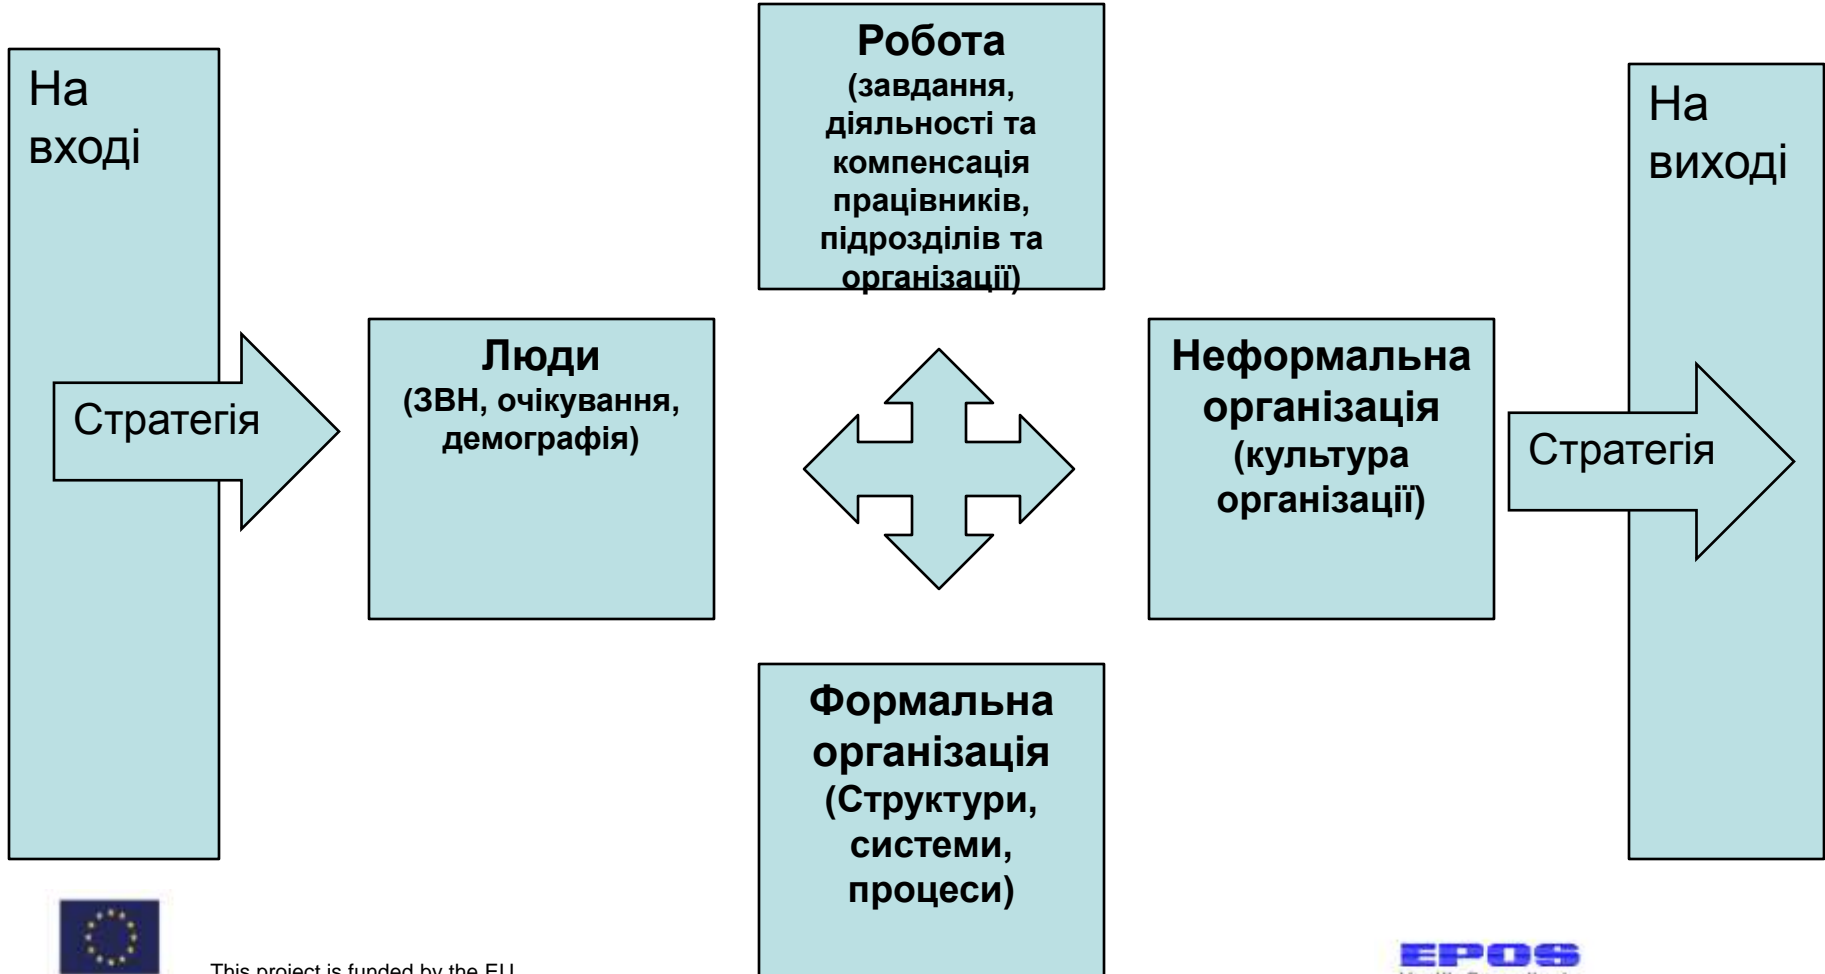 На
вході
Стратегія
Люди
(ЗВН, очікування,
демографія)
Робота
(завдання,
діяльності та
компенсація
працівників,
підрозділів та
організації)
Формальна
організація
(Структури,
системи,
процеси)
Неформальна
організація
(культура
організації)
Стратегія
На
виході
This project is funded by the EU
EPOS